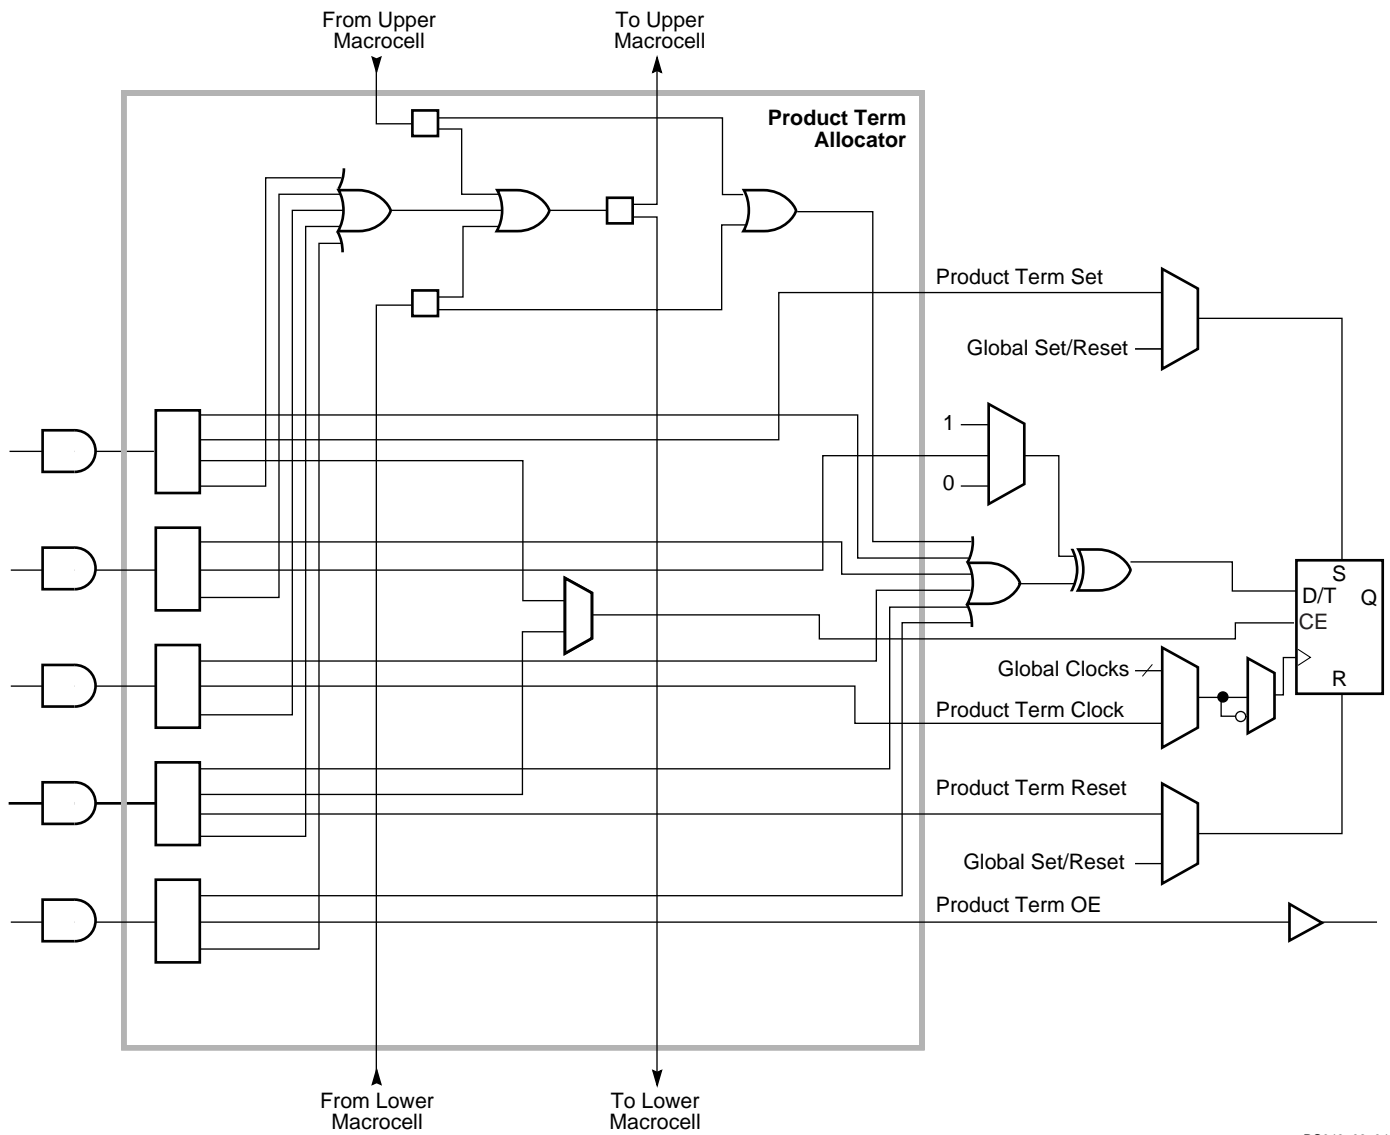 From Upper
Macrocell
To Upper
Macrocell
Product Term
Allocator
Product Term Set
Global Set/Reset
1
0
S
D/T
Q
CE
R
Global Clocks
Product Term Clock
Product Term Reset
Global Set/Reset
Product Term OE
From Lower
Macrocell
To Lower
Macrocell